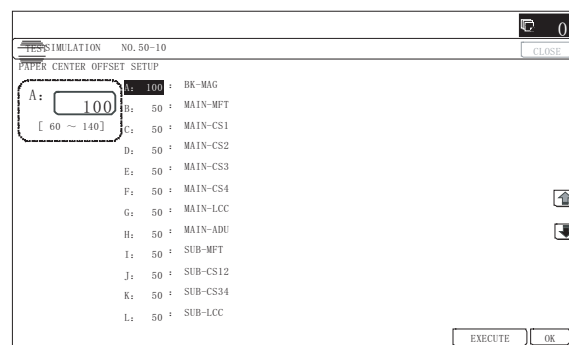 0
TEST SIMULATION NO.50-10
CLOSE
PAPER CENTER OFFSET SETUP
A: 100
[ 60 ~ 140]
A: 100 : BK-MAG
B: 50 : MAIN-MFT
C: 50 : MAIN-CS1
D: 50 : MAIN-CS2
E: 50 : MAIN-CS3
F: 50 : MAIN-CS4
G: 50 : MAIN-LCC
H: 50 : MAIN-ADU
I: 50 : SUB-MFT
J: 50 : SUB-CS12
K: 50 : SUB-CS34
L: 50 : SUB-LCC
EXECUTE OK